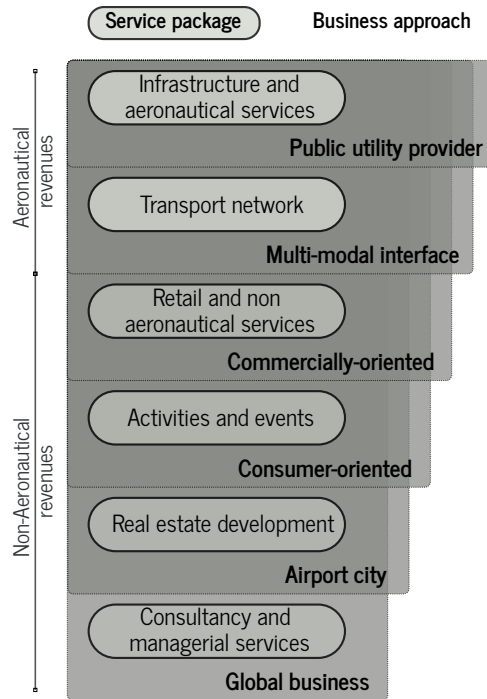 Service package
Business approach
Aeronautical
revenues
Infrastructure and
aeronautical services
Public utility provider
Transport network
Multi-modal interface
Non-Aeronautical
revenues
Retail and non
aeronautical services
Commercially-oriented
Activities and events
Consumer-oriented
Real estate development
Airport city
Consultancy and
managerial services
Global business